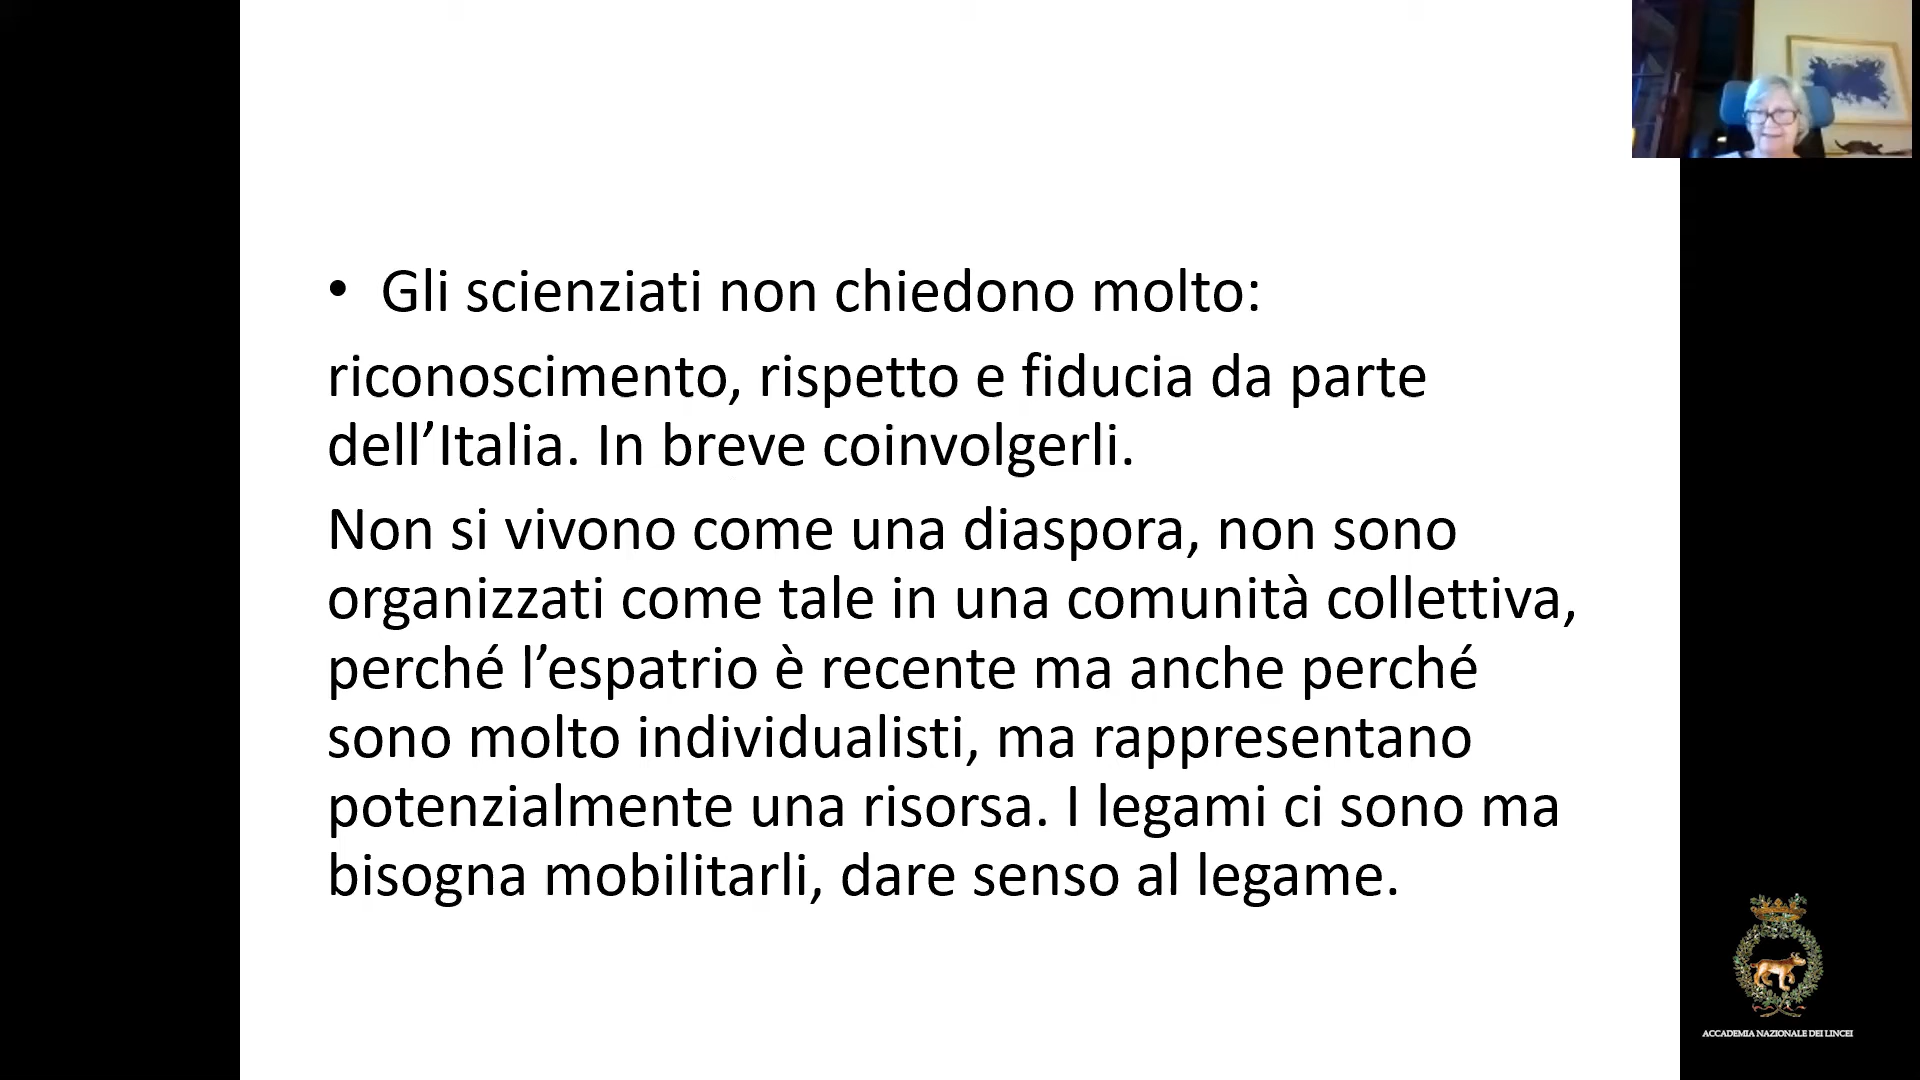 • Gli scienziati non chiedono molto:
riconoscimento, rispetto e fiducia da parte
dell’Italia. In breve coinvolgerli.
Non si vivono come una diaspora, non sono
organizzati come tale in una comunità collettiva,
perché l’espatrio è recente ma anche perché
sono molto individualisti, ma rappresentano
potenzialmente una risorsa. I legami ci sono ma
bisogna mobilitarli, dare senso al legame.
ACCADEMIA NAZIONALE DEI LINCEI